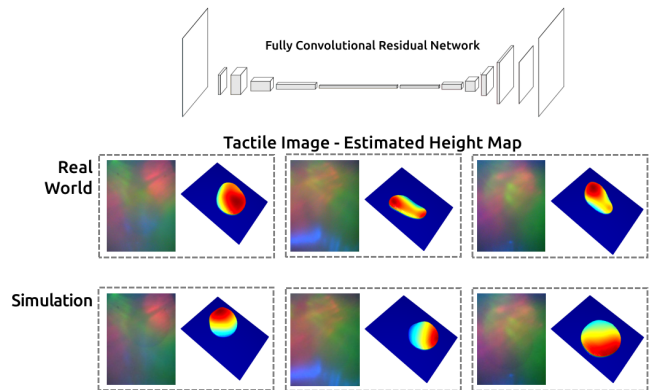 Fully Convolutional Residual Network
Tactile Image - Estimated Height Map
Real
World
Simulation